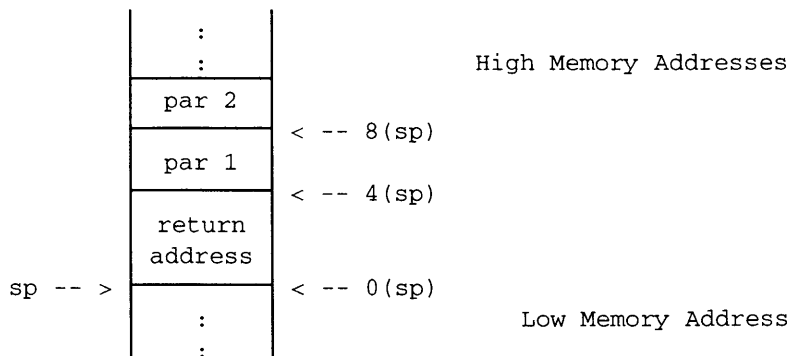 :
:
High Memory Addresses
par 2
< -- 8(sp)
par 1
< -- 4(sp)
return
address
sp -- >
< -- 0(sp)
:
Low Memory Address
: